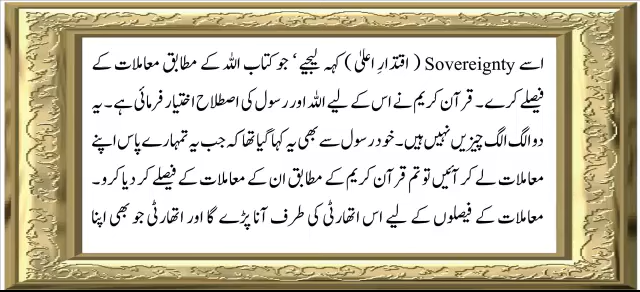 اسے Sovereignty ( اقتدارِ اعلیٰ ) کہہ لیجیے‘ جو کتاب اللہ کے مطابق معاملات کے
فیصلے کرے۔ قرآن کریم نے اس کے لیے اللہ اور رسول کی اصطلاح اختیار فرمائی ہے۔ یہ
دو الگ الگ چیزیں نہیں ہیں۔ خود رسول سے بھی یہ کہا گیا تھا کہ جب یہ تمہارے پاس اپنے
معاملات لے کر آئیں تو تم قرآن کریم کے مطابق ان کے معاملات کے فیصلے کر دیا کرو۔
معاملات کے فیصلوں کے لیے اس اتھارٹی کی طرف آنا پڑے گا اور اتھارٹی جو بھی اپنا